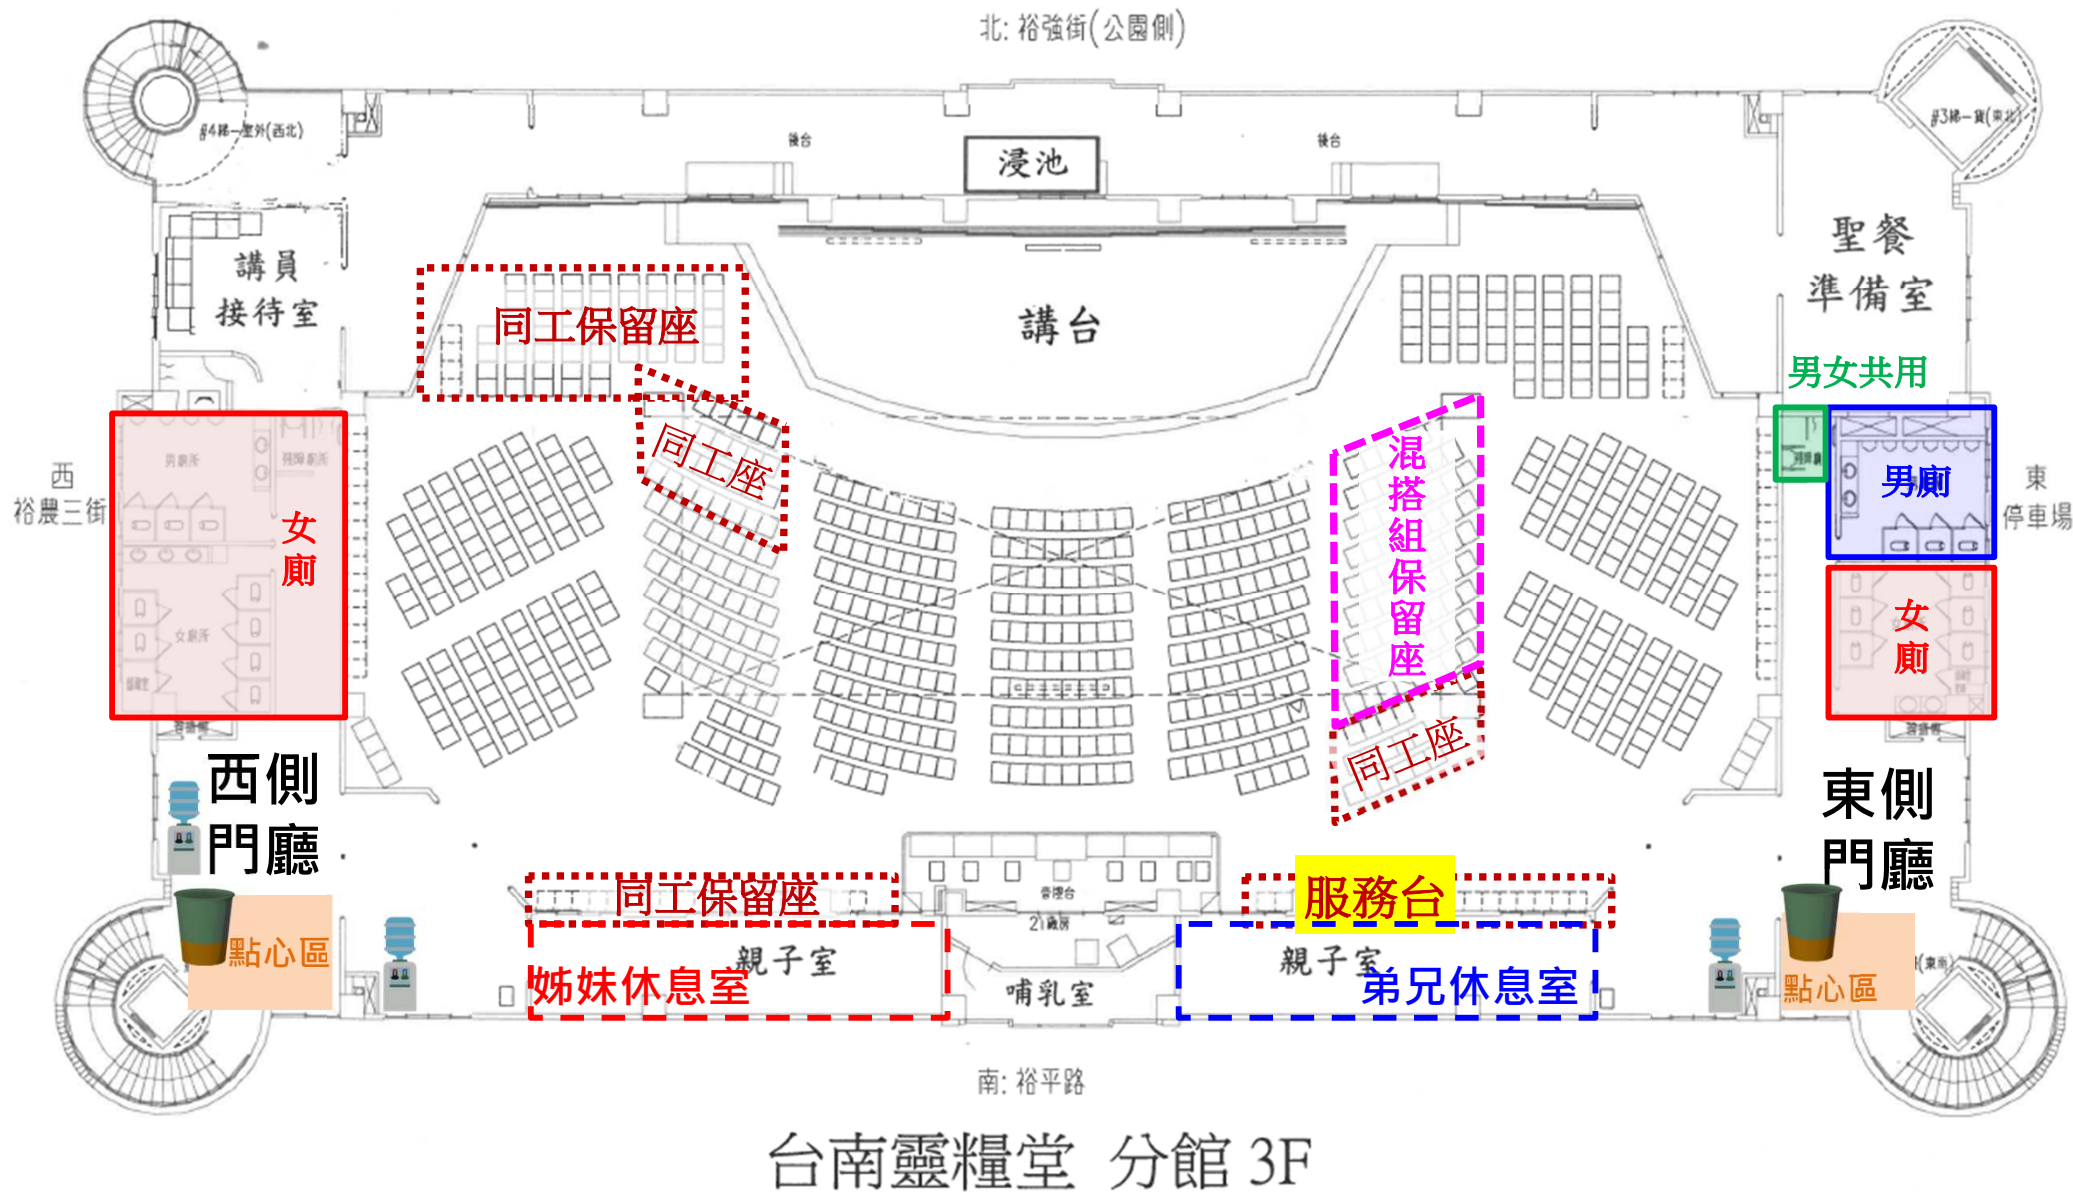 北: 裕強街(公園側)
#4梯—室外(西北)
後台
浸池
後台
#3梯—貨(東北)
講員
接待室
同工保留座
講台
聖餐
準備室
男女共用
同工座
混搭組保留座
西
裕農三街
男廁所
殘障廁所
女廁
女廁所
男廁
東
停車場
女廁
同工座
西側
門廳
東側
門廳
點心區
同工保留座
音控台
服務台
點心區
親子室
姊妹休息室
哺乳室
親子室
弟兄休息室
(東南)
南: 裕平路
台南靈糧堂 分館 3F